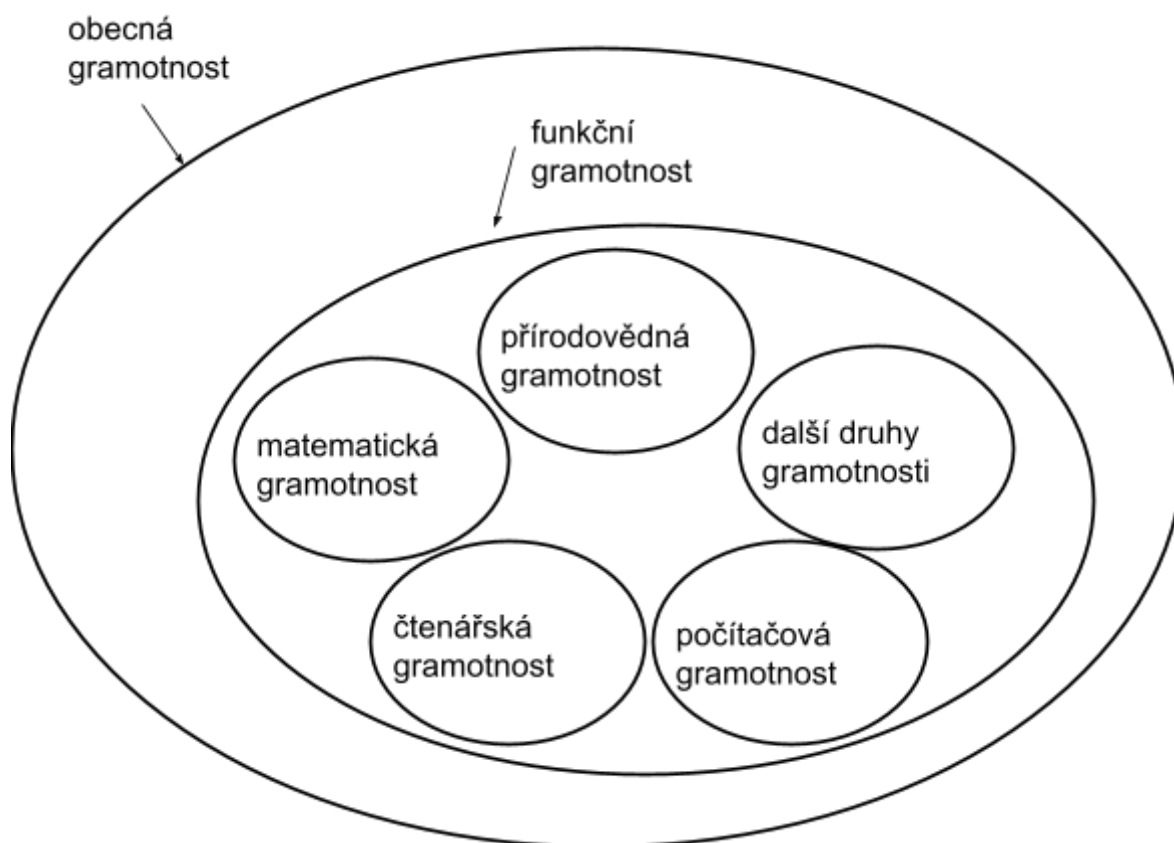 obecná
gramotnost
funkční
gramotnost
přírodovědná
gramotnost
matematická
gramotnost
další druhy
gramotnosti
čtenářská
gramotnost
počítačová
gramotnost